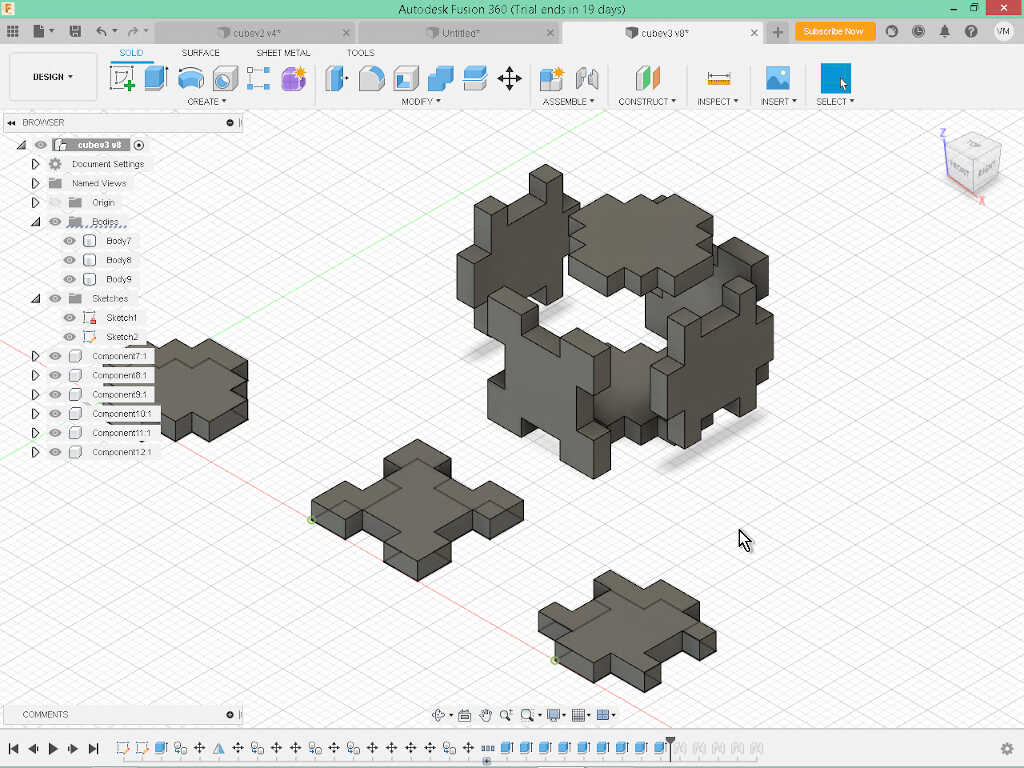 Autodesk Fusion 360 (Trial ends in 19 days)
cubev2 v4*
Untitled*
cubev3 v8*
Subscribe Now
VM
DESIGN
SOLID
SURFACE
SHEET METAL
TOOLS
CREATE
MODIFY
ASSEMBLE
CONSTRUCT
INSPECT
INSERT
SELECT
BROWSER
cubev3 v8
Document Settings
Named Views
Origin
Bodies
Body7
Body8
Body9
Sketches
Sketch1
Sketch2
Component7:1
Component8:1
Component9:1
Component10:1
Component11:1
Component12:1
Z
TOP
FRONT
RIGHT
X
COMMENTS